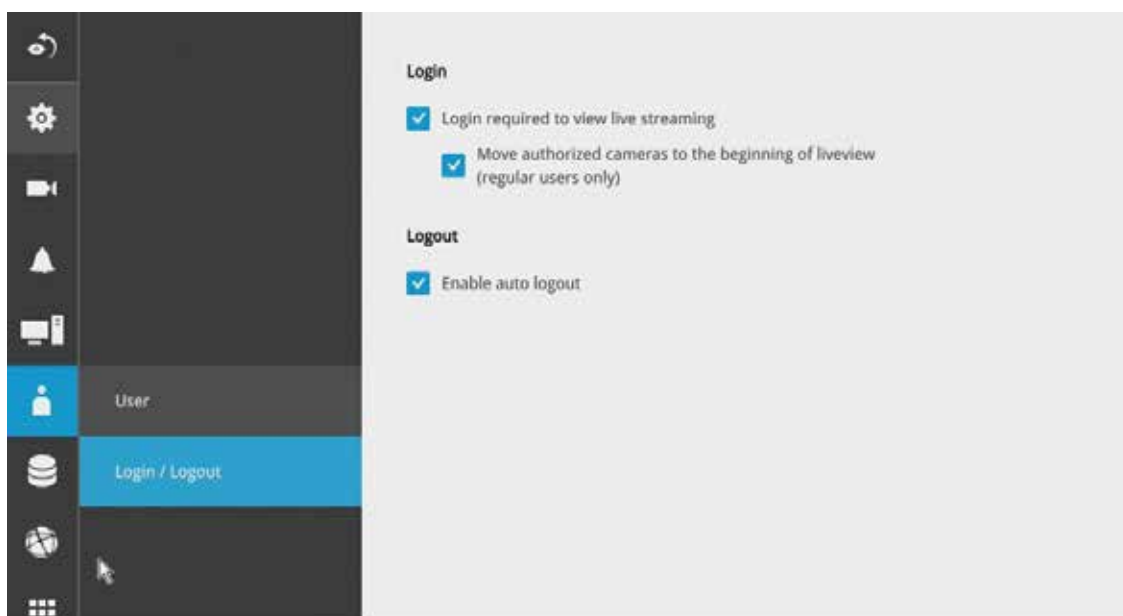 Login
Login required to view live streaming
Move authorized cameras to the beginning of liveview
(regular users only)
Logout
Enable auto logout
User
Login / Logout